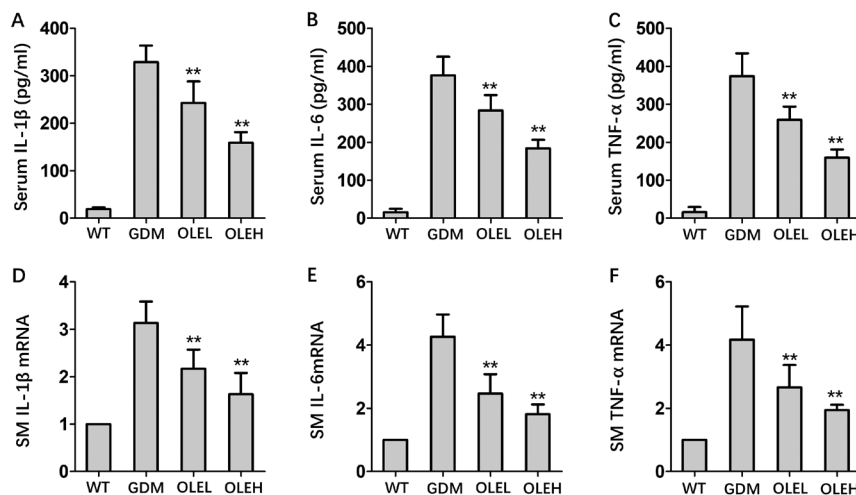 A
Serum IL-1β (pg/ml)
400
300
200
100
0
**
**
WT GDM OLEL OLEH
B
Serum IL-6 (pg/ml)
500
400
300
200
100
0
**
**
WT GDM OLEL OLEH
C
Serum TNF-α (pg/ml)
500
400
300
200
100
0
**
**
WT GDM OLEL OLEH
D
SM IL-1β mRNA
4
3
2
1
0
**
**
WT GDM OLEL OLEH
E
SM IL-6mRNA
6
4
2
0
**
**
WT GDM OLEL OLEH
F
SM TNF-α mRNA
6
4
2
0
**
**
WT GDM OLEL OLEH